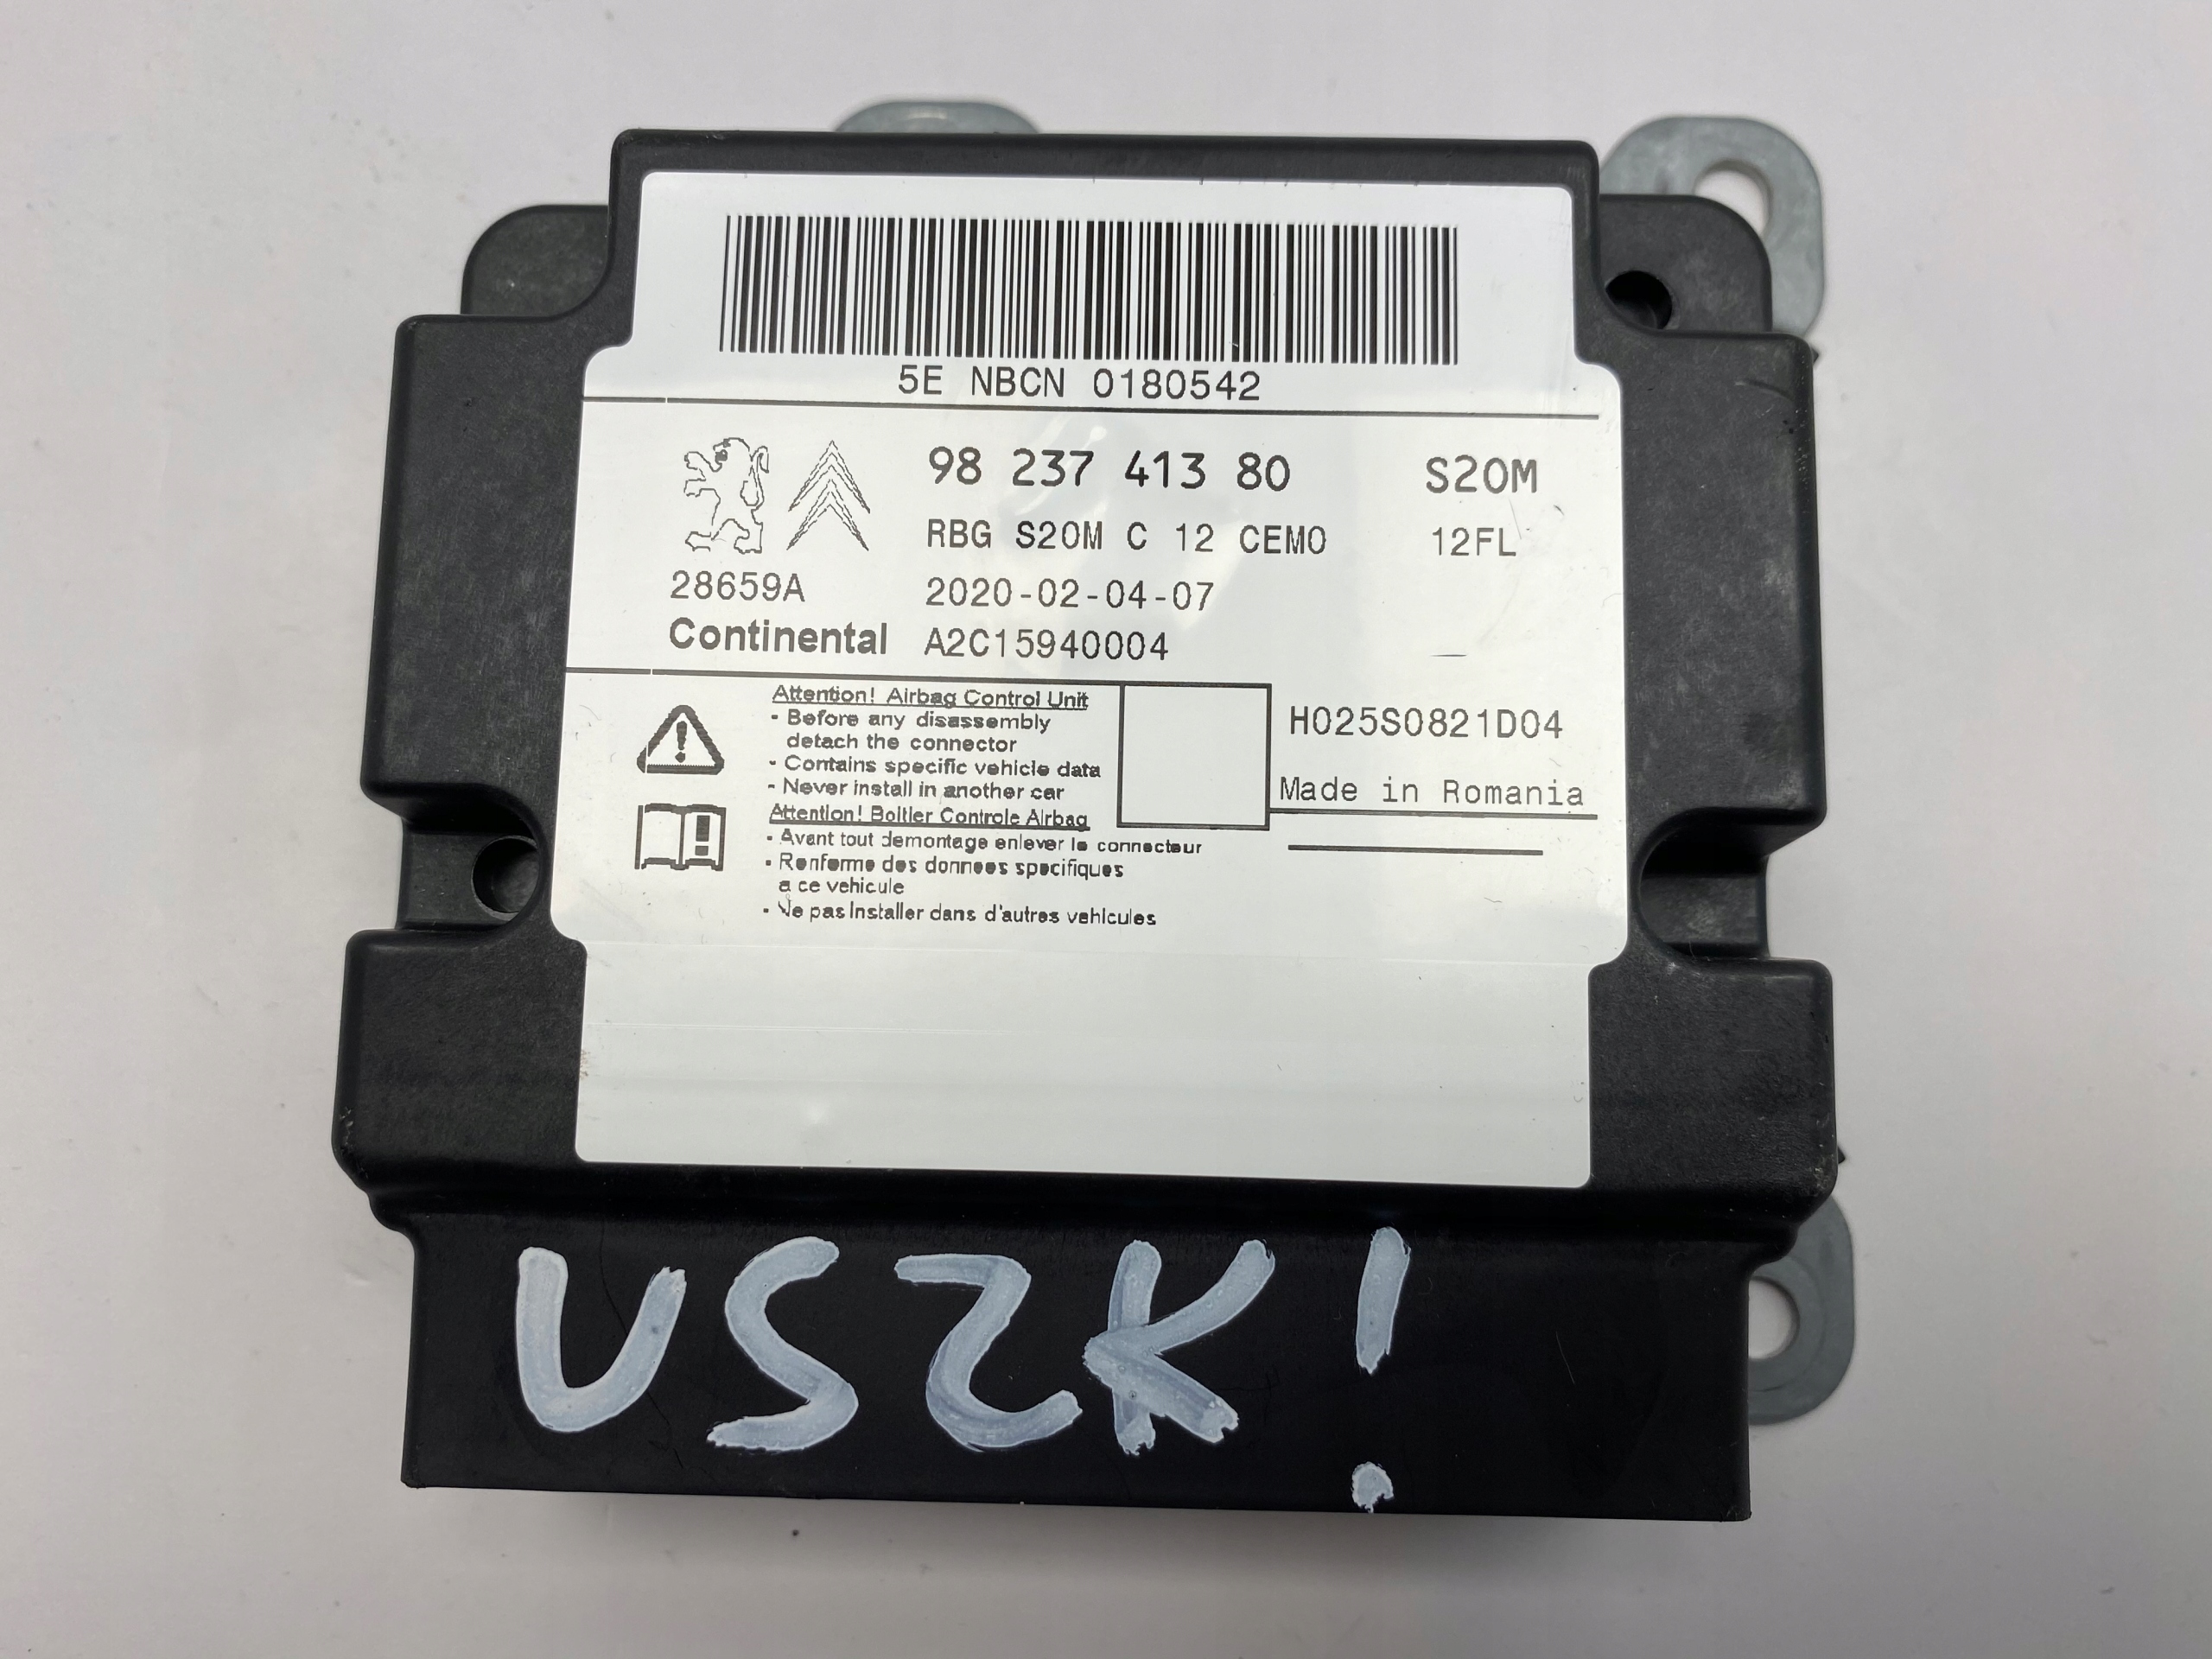 5E NBCN 0180542
98 237 413 80 S20M
RBG S20M C 12 CEM0 12FL
28659A 2020-02-04-07
Continental A2C15940004
Attention! Airbag Control Unit
- Before any disassembly
detach the connector
- Contains specific vehicle data
- Never install in another car
H025S0821D04
Made in Romania
Attention! Boitier Controle Airbag
- Avant tout demontage enlever le connecteur
- Renferme des donnees specifiques
a ce vehicule
- Ne pas installer dans d'autres vehicules
USZK!